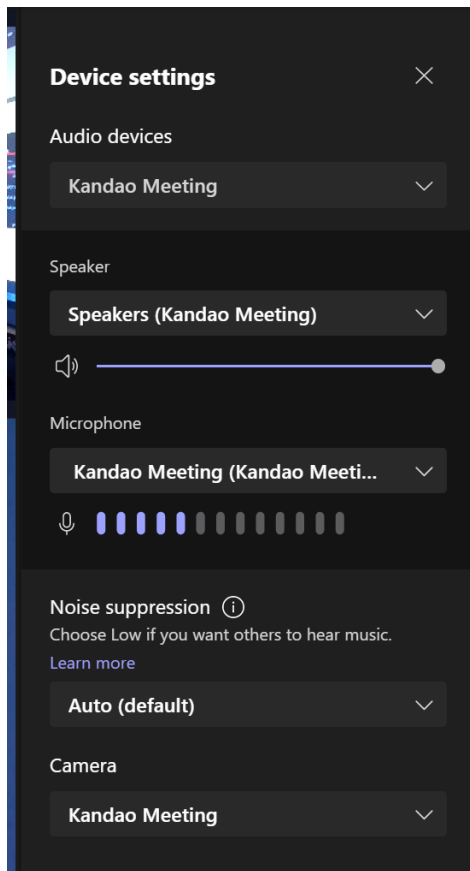 Device settings
Audio devices
Kandao Meeting
Speaker
Speakers (Kandao Meeting)
Microphone
Kandao Meeting (Kandao Meeti...
Noise suppression
Choose Low if you want others to hear music.
Learn more
Auto (default)
Camera
Kandao Meeting